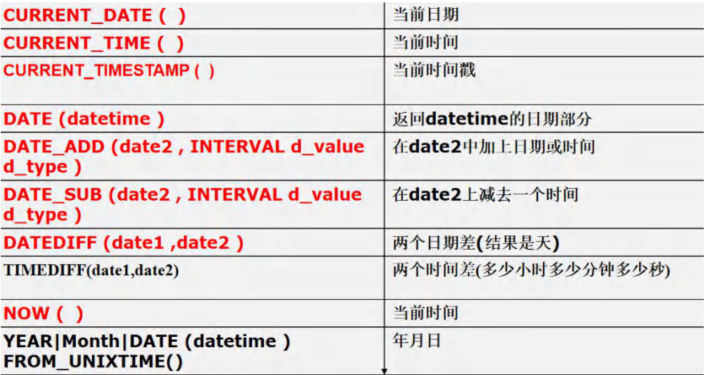 CURRENT_DATE ( ) 当前日期
CURRENT_TIME ( ) 当前时间
CURRENT_TIMESTAMP ( ) 当前时间戳
DATE (datetime ) 返回datetime的日期部分
DATE_ADD (date2 , INTERVAL d_value 在date2中加上日期或时间
d_type )
DATE_SUB (date2 , INTERVAL d_value 在date2上减去一个时间
d_type )
DATEDIFF (date1 ,date2 ) 两个日期差(结果是天)
TIMEDIFF(date1,date2) 两个时间差(多少小时多少分钟多少秒)
NOW ( ) 当前时间
YEAR|Month|DATE (datetime ) 年月日
FROM_UNIXTIME()